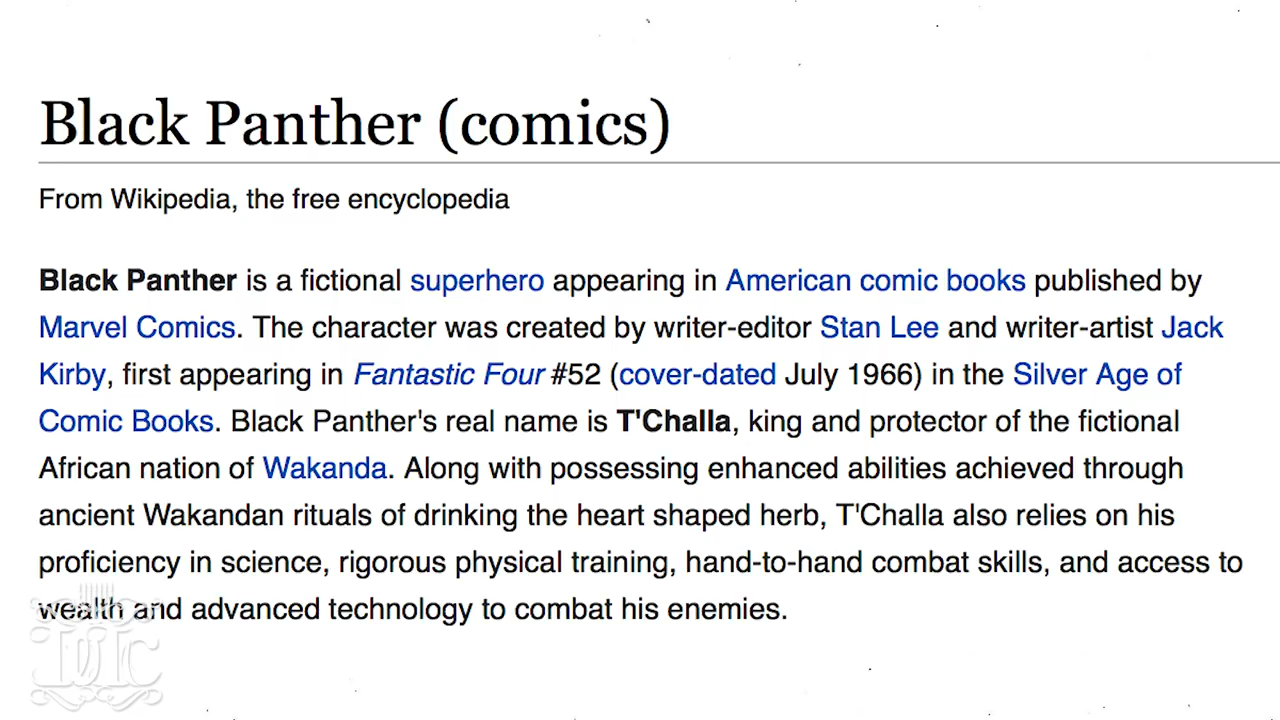 Black Panther (comics)
From Wikipedia, the free encyclopedia
Black Panther is a fictional superhero appearing in American comic books published by
Marvel Comics. The character was created by writer-editor Stan Lee and writer-artist Jack
Kirby, first appearing in Fantastic Four #52 (cover-dated July 1966) in the Silver Age of
Comic Books. Black Panther's real name is T'Challa, king and protector of the fictional
African nation of Wakanda. Along with possessing enhanced abilities achieved through
ancient Wakandan rituals of drinking the heart shaped herb, T'Challa also relies on his
proficiency in science, rigorous physical training, hand-to-hand combat skills, and access to
wealth and advanced technology to combat his enemies.